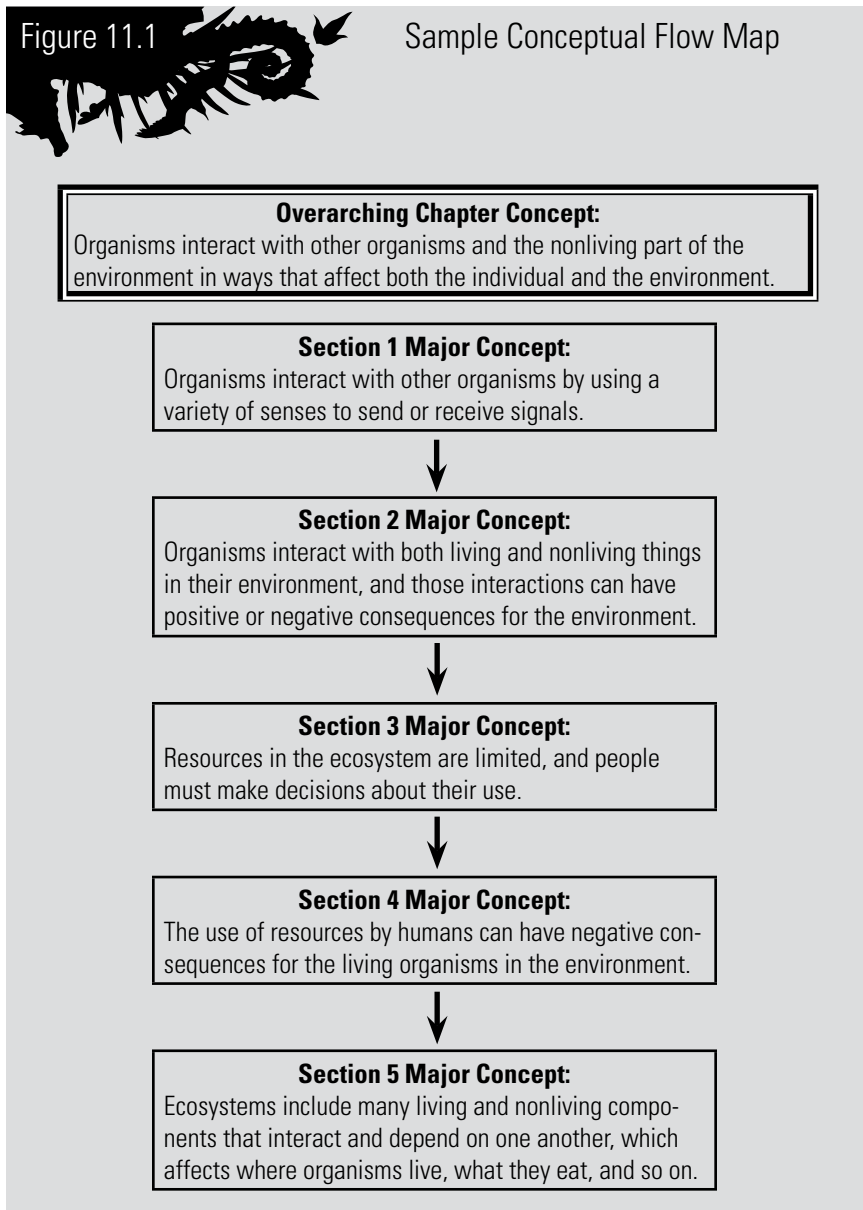 Figure 11.1
Sample Conceptual Flow Map
Overarching Chapter Concept:
Organisms interact with other organisms and the nonliving part of the
environment in ways that affect both the individual and the environment.
Section 1 Major Concept:
Organisms interact with other organisms by using a
variety of senses to send or receive signals.
Section 2 Major Concept:
Organisms interact with both living and nonliving things
in their environment, and those interactions can have
positive or negative consequences for the environment.
Section 3 Major Concept:
Resources in the ecosystem are limited, and people
must make decisions about their use.
Section 4 Major Concept:
The use of resources by humans can have negative con-
sequences for the living organisms in the environment.
Section 5 Major Concept:
Ecosystems include many living and nonliving compo-
nents that interact and depend on one another, which
affects where organisms live, what they eat, and so on.